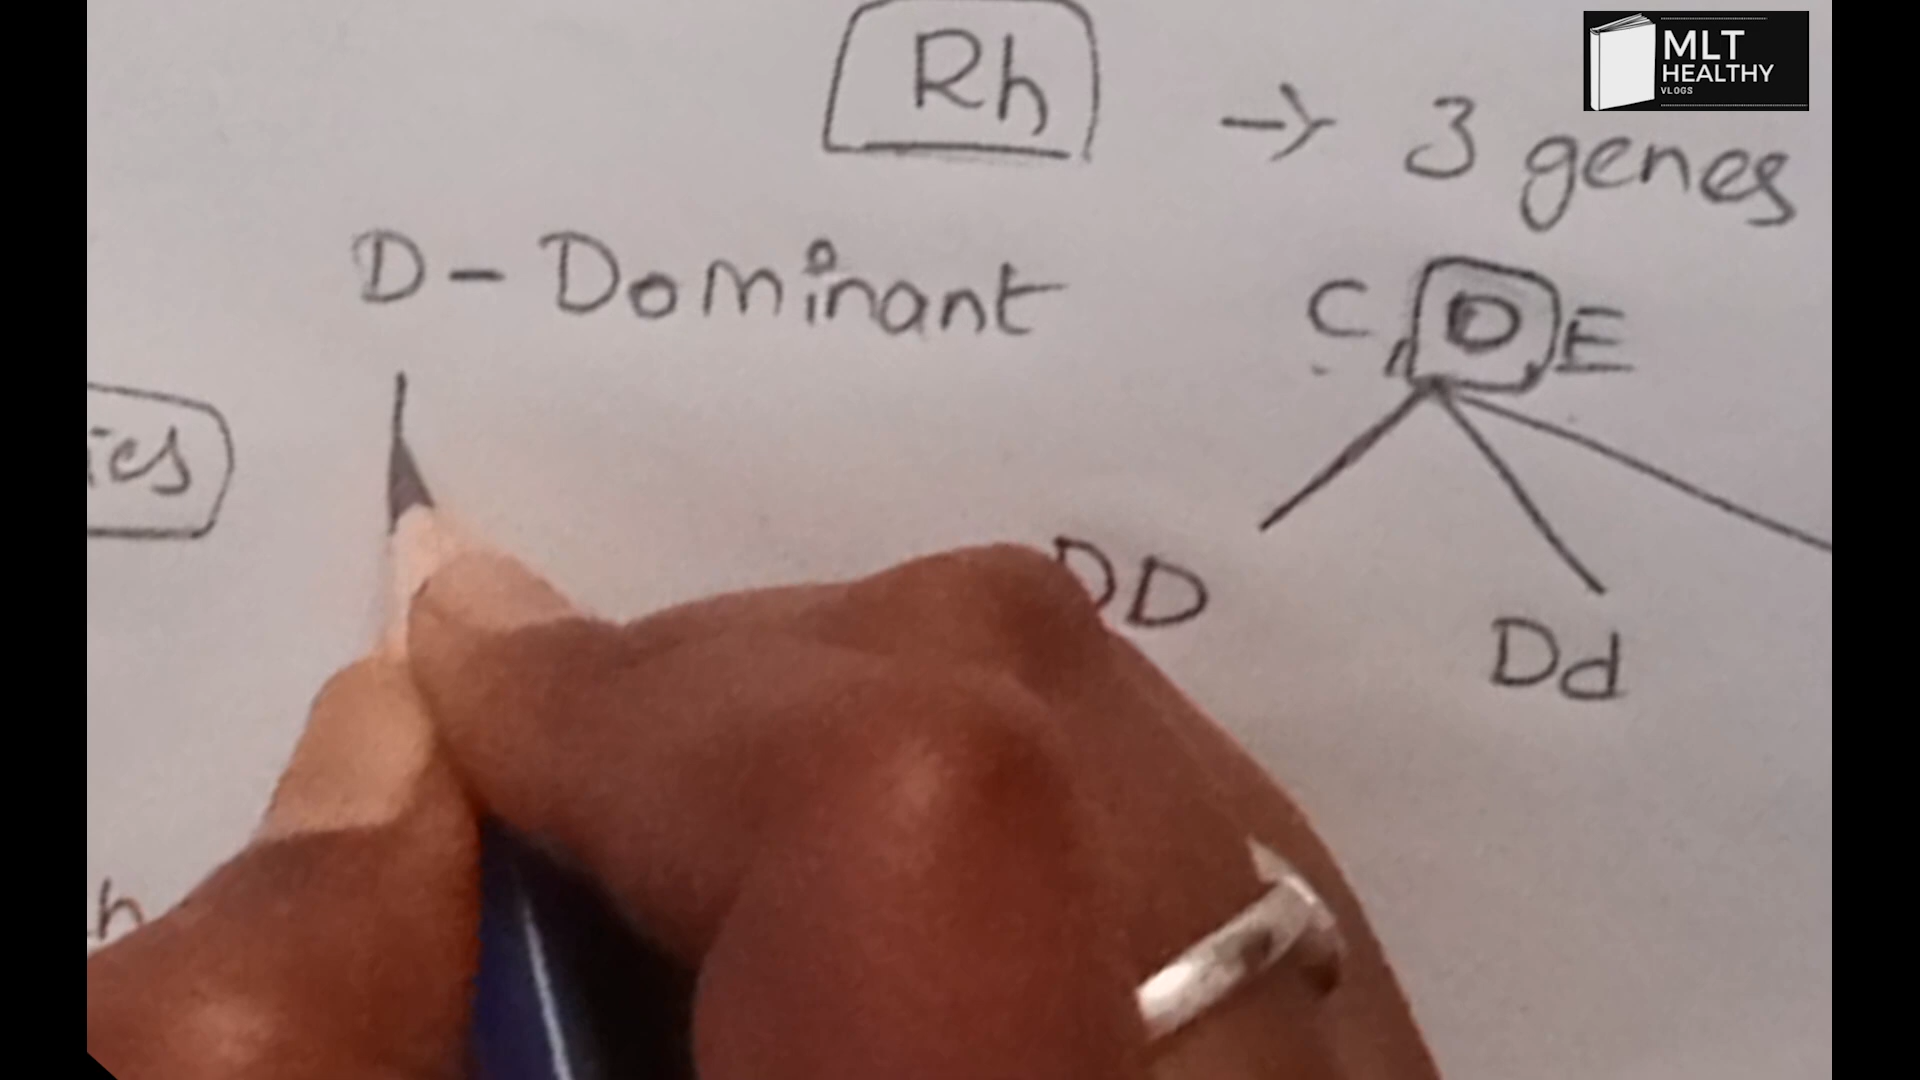 MLT
HEALTHY
VLOGS
Rh → 3 genes
D - Dominant
C, D E
DD
Dd